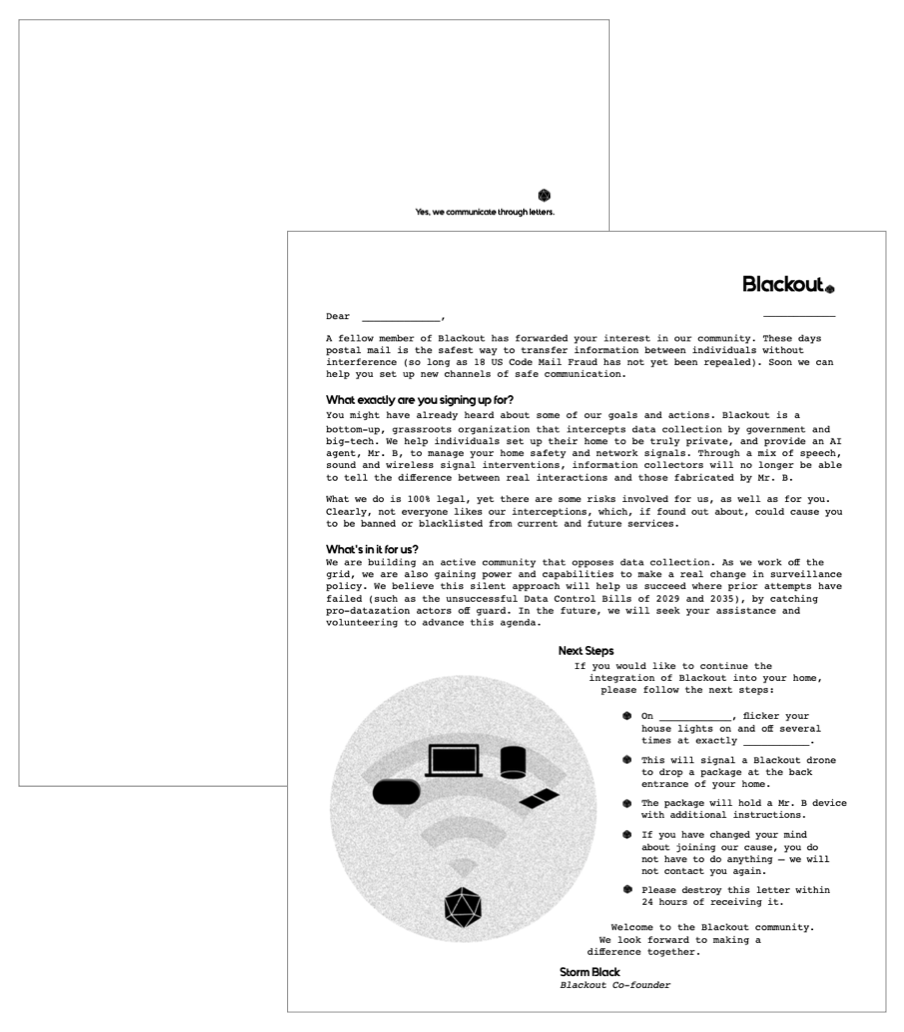 Yes, we communicate through letters.
Blackout
Dear _____________,
____________
A fellow member of Blackout has forwarded your interest in our community. These days
postal mail is the safest way to transfer information between individuals without
interference (so long as 18 US Code Mail Fraud has not yet been repealed). Soon we can
help you set up new channels of safe communication.
What exactly are you signing up for?
You might have already heard about some of our goals and actions. Blackout is a
bottom-up, grassroots organization that intercepts data collection by government and
big-tech. We help individuals set up their home to be truly private, and provide an AI
agent, Mr. B, to manage your home safety and network signals. Through a mix of speech,
sound and wireless signal interventions, information collectors will no longer be able
to tell the difference between real interactions and those fabricated by Mr. B.
What we do is 100% legal, yet there are some risks involved for us, as well as for you.
Clearly, not everyone likes our interceptions, which, if found out about, could cause you
to be banned or blacklisted from current and future services.
What's in it for us?
We are building an active community that opposes data collection. As we work off the
grid, we are also gaining power and capabilities to make a real change in surveillance
policy. We believe this silent approach will help us succeed where prior attempts have
failed (such as the unsuccessful Data Control Bills of 2029 and 2035), by catching
pro-datazation actors off guard. In the future, we will seek your assistance and
volunteering to advance this agenda.
Next Steps
If you would like to continue the
integration of Blackout into your home,
please follow the next steps:
On ____________, flicker your
house lights on and off several
times at exactly ___________.
This will signal a Blackout drone
to drop a package at the back
entrance of your home.
The package will hold a Mr. B device
with additional instructions.
If you have changed your mind
about joining our cause, you do
not have to do anything — we will
not contact you again.
Please destroy this letter within
24 hours of receiving it.
Welcome to the Blackout community.
We look forward to making a
difference together.
Storm Black
Blackout Co-founder